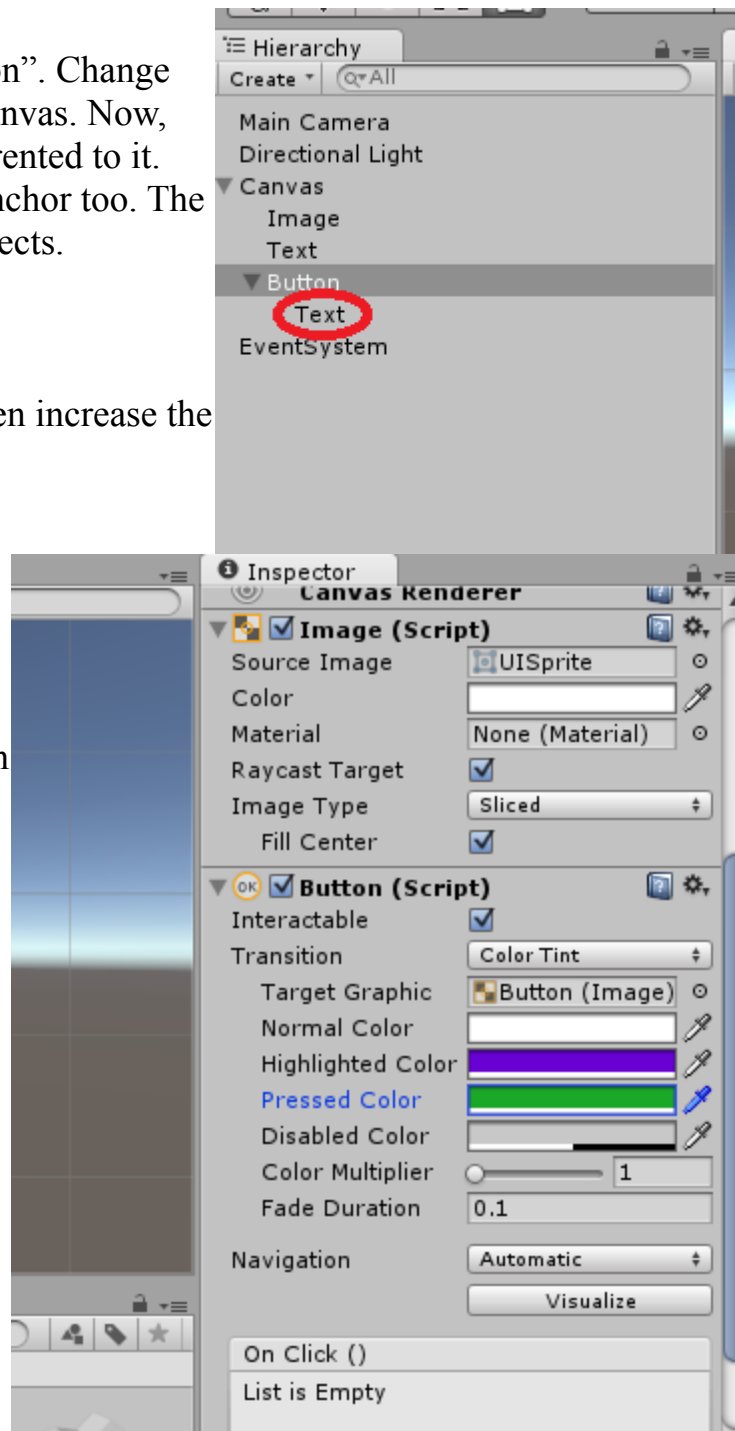 Hierarchy
on”. Change
Create
All
nvas. Now,
Main Camera
rented to it.
Directional Light
nchor too. The
Canvas
Image
ects.
Text
Button
Text
EventSystem
en increase the
Inspector
Canvas Renderer
Image (Script)
Source Image UISprite
Color
Material None (Material)
n
Raycast Target
Image Type Sliced
Fill Center
OK Button (Script)
Interactable
Transition Color Tint
Target Graphic Button (Image)
Normal Color
Highlighted Color
Pressed Color
Disabled Color
Color Multiplier 1
Fade Duration 0.1
Navigation Automatic
Visualize
On Click ()
List is Empty